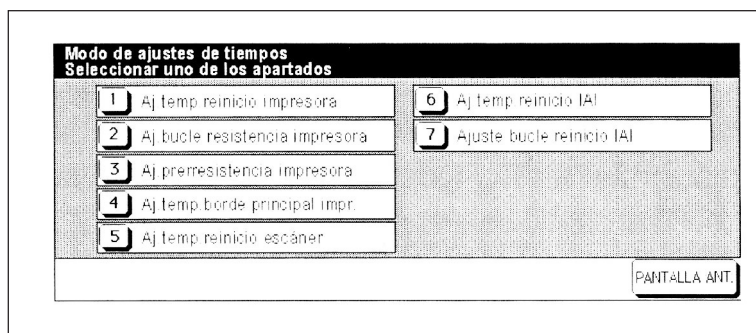 Modo de ajustes de tiempos
Seleccionar uno de los apartados
1 Aj temp reinicio impresora
2 Aj bucle resistencia impresora
3 Aj prerresistencia impresora
4 Aj temp borde principal impr.
5 Aj temp reinicio escáner
6 Aj temp reinicio IAI
7 Ajuste bucle reinicio IAI
PANTALLA ANT.